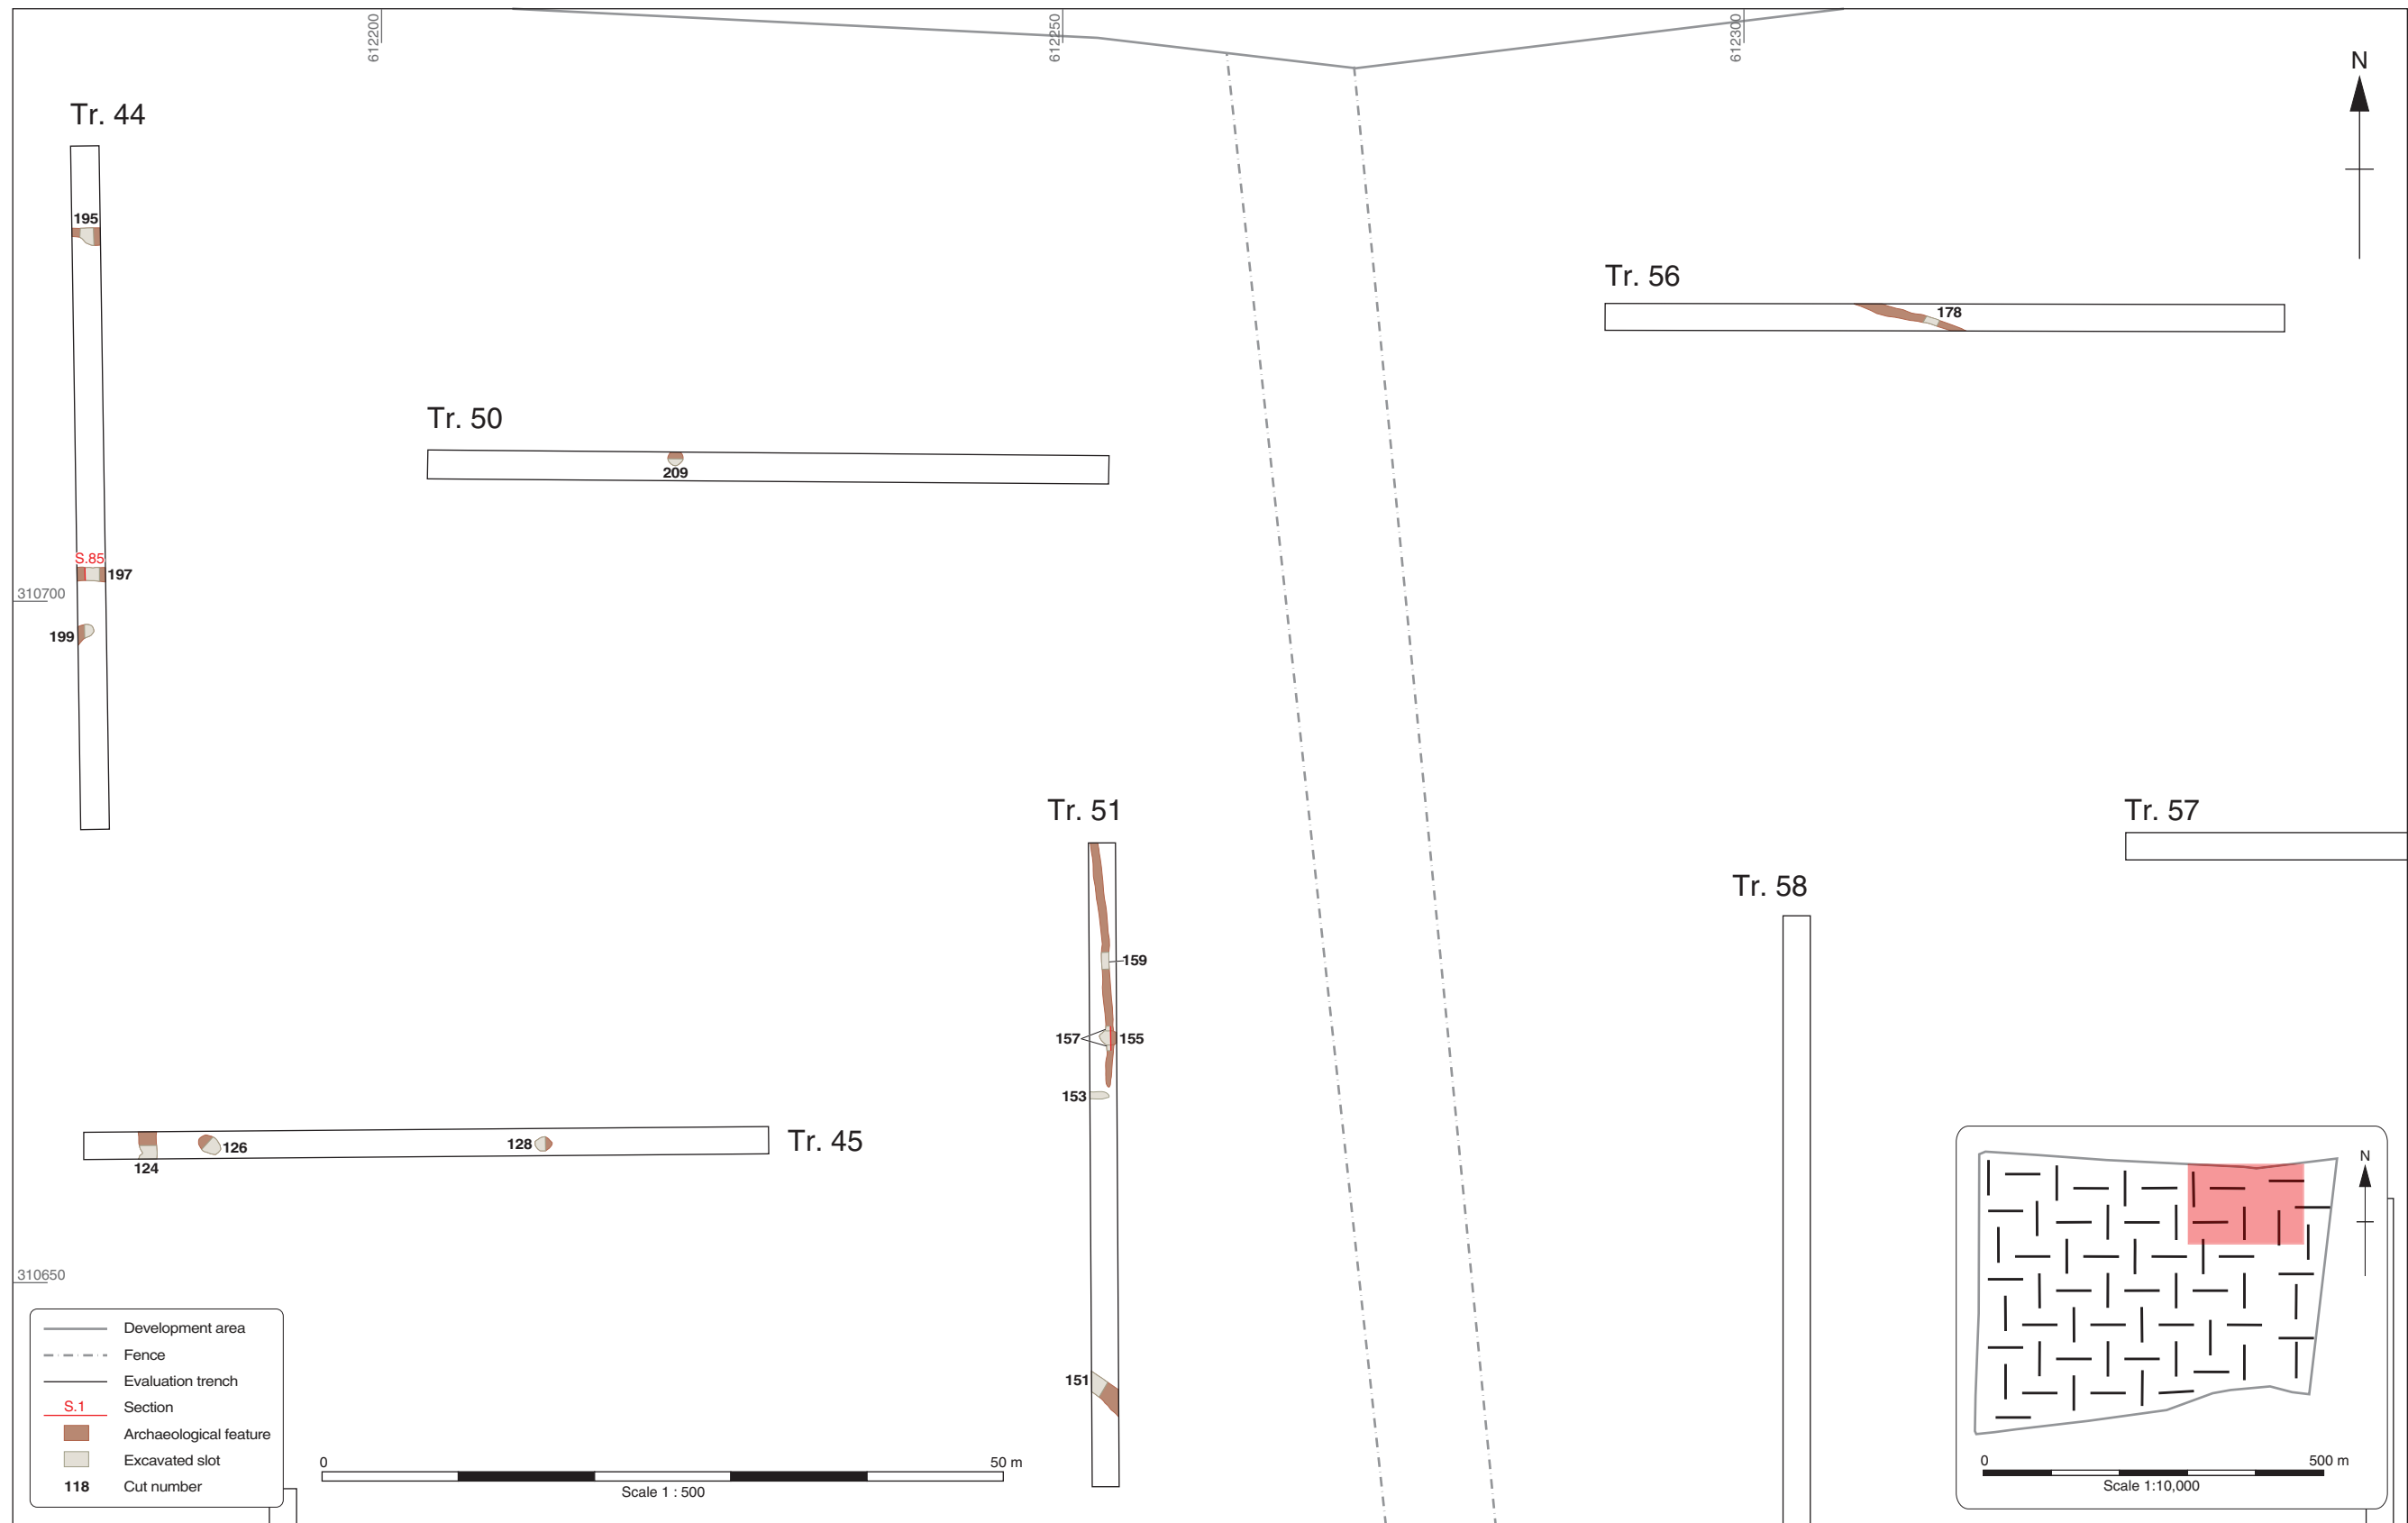 612200
612250
612300
N
Tr. 44
195
Tr. 56
178
Tr. 50
209
S.85
197
310700
199
Tr. 51
Tr. 57
Tr. 58
159
157
155
153
Tr. 45
124
126
128
310650
151
Development area
Fence
Evaluation trench
S.1 Section
Archaeological feature
Excavated slot
118 Cut number
0 50 m
Scale 1 : 500
N
0 500 m
Scale 1:10,000